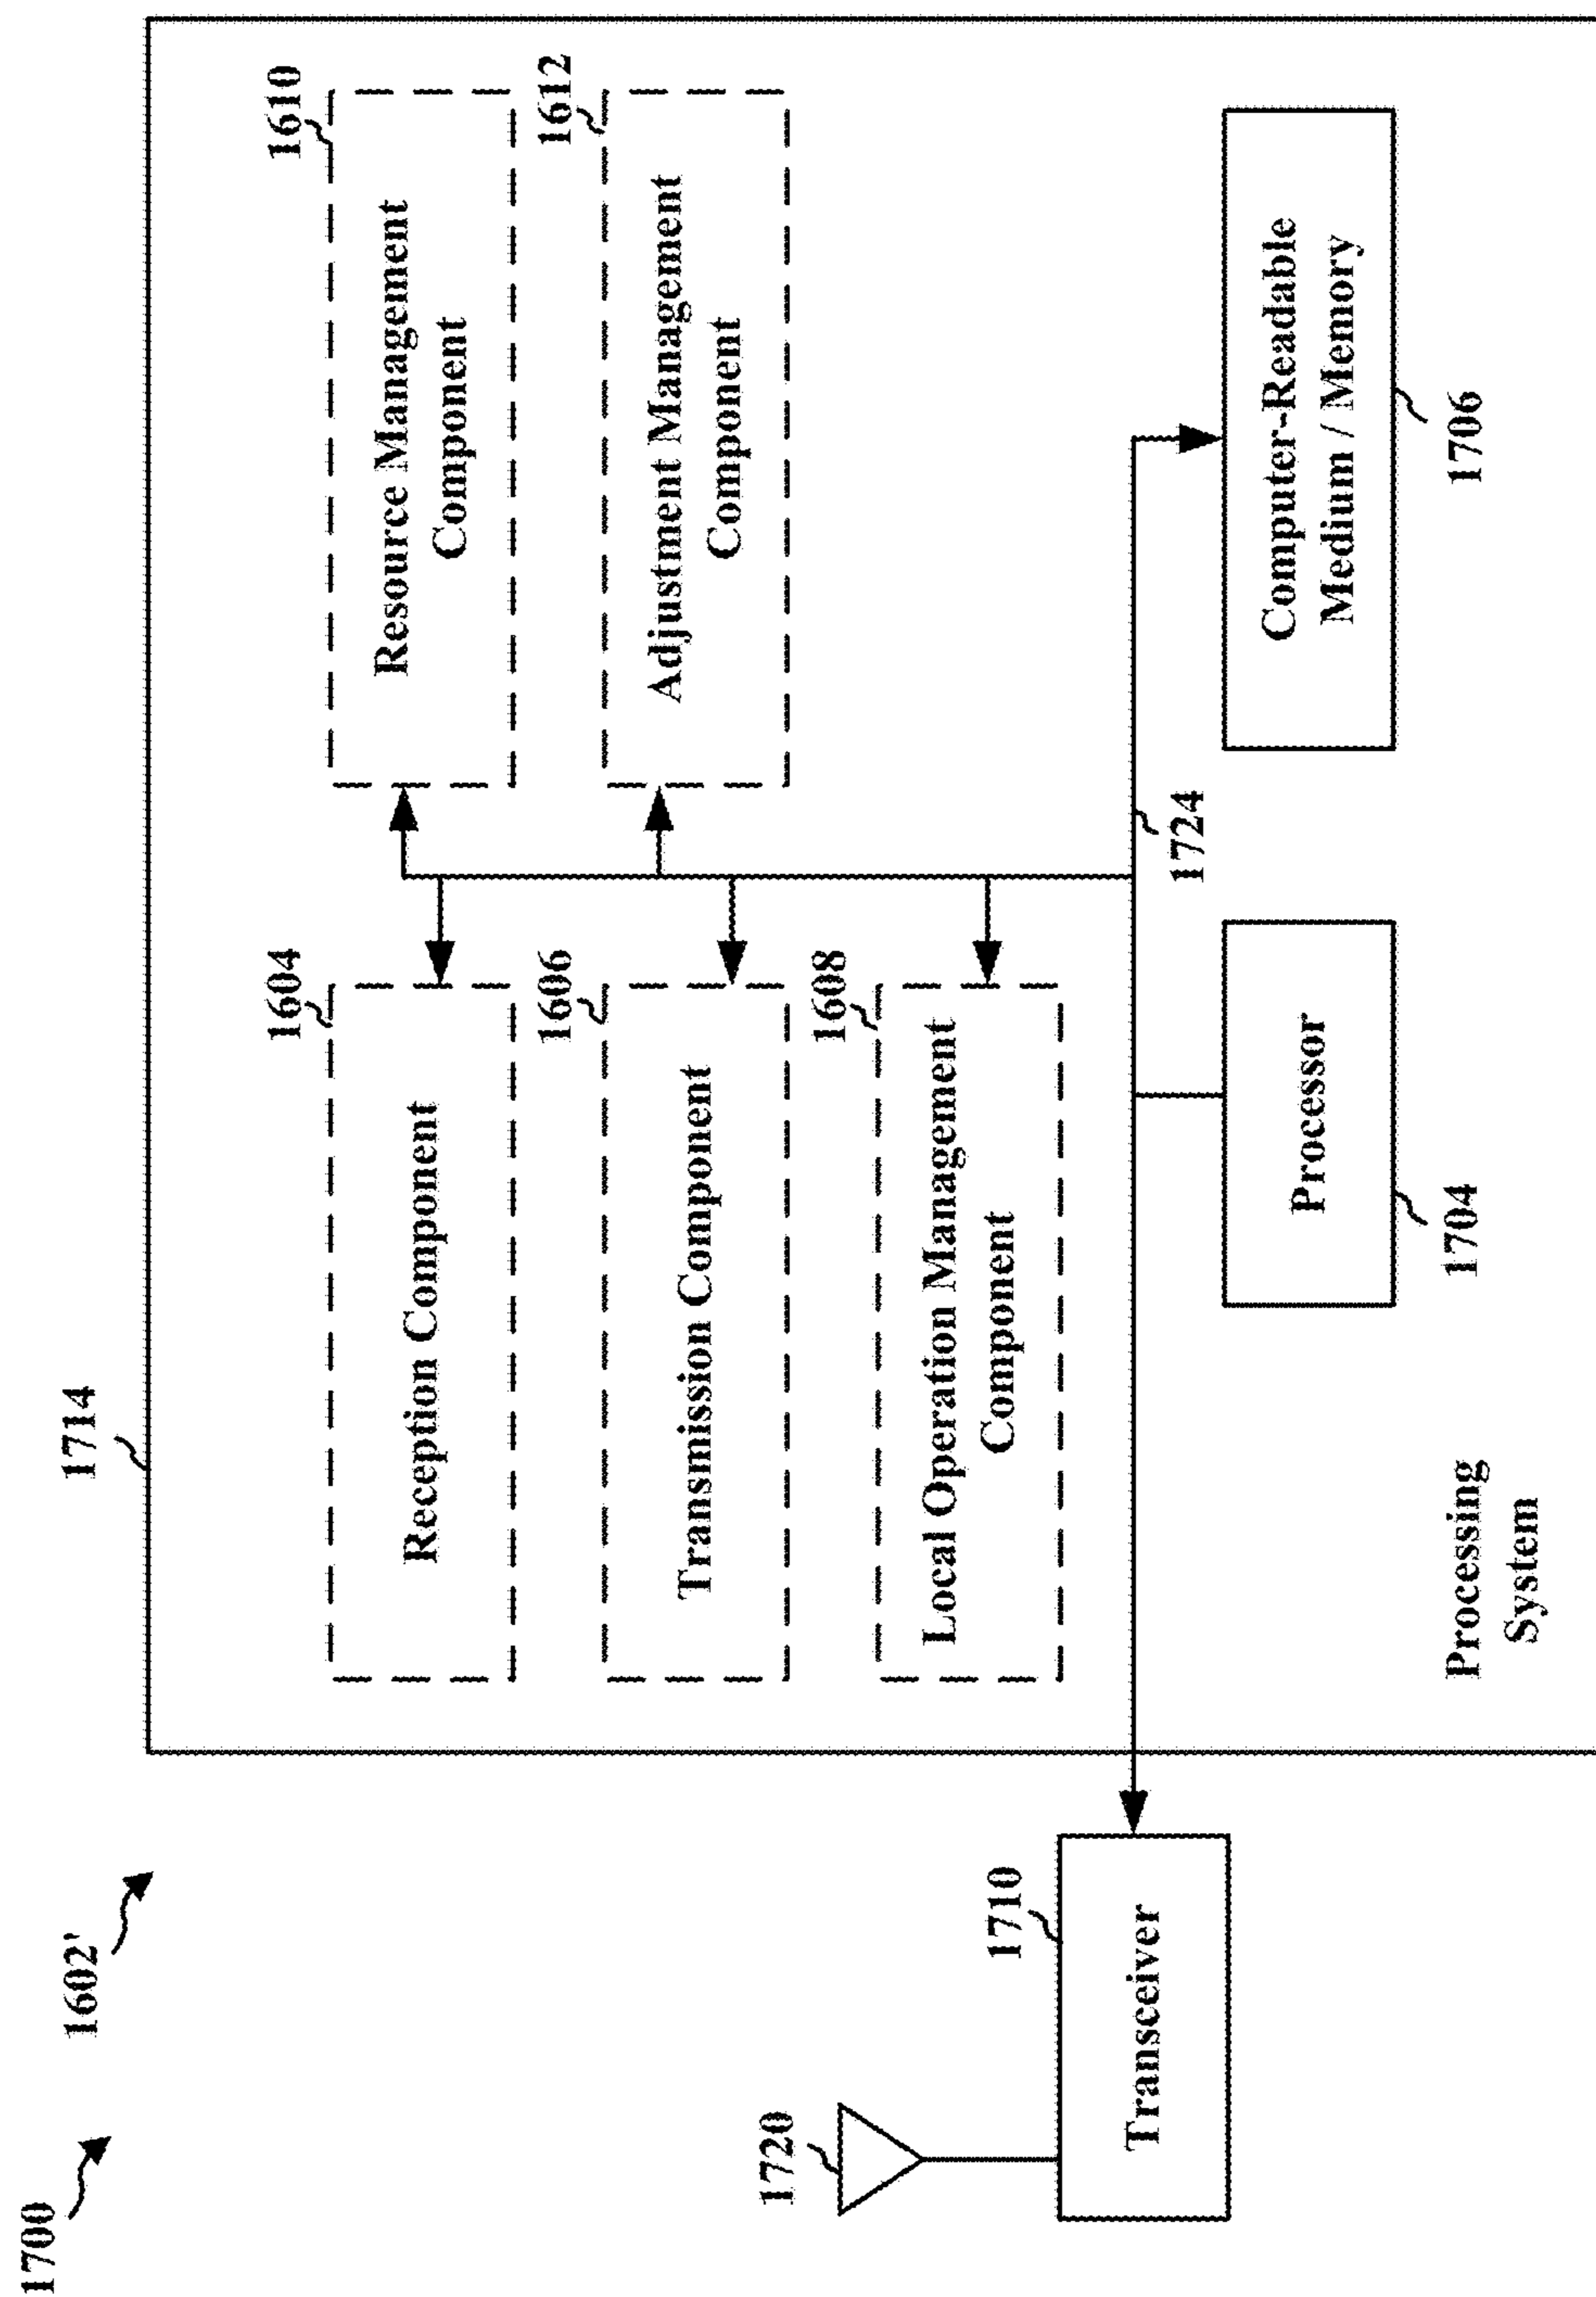 1700
1602'
1714
1604
Reception Component
1610
Resource Management
Component
1606
Transmission Component
1612
Adjustment Management
Component
1608
Local Operation Management
Component
1720
1710
Transceiver
1724
Processor
1704
Computer-Readable
Medium / Memory
1706
Processing
System